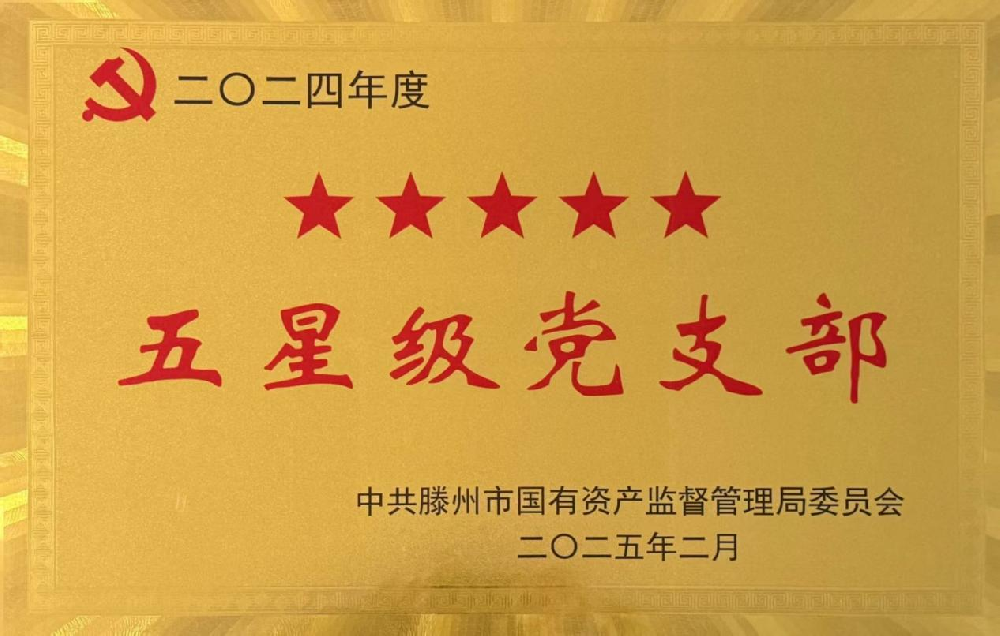 二〇二四年度
五星级党支部
中共滕州市国有资产监督管理局委员会
二〇二五年二月